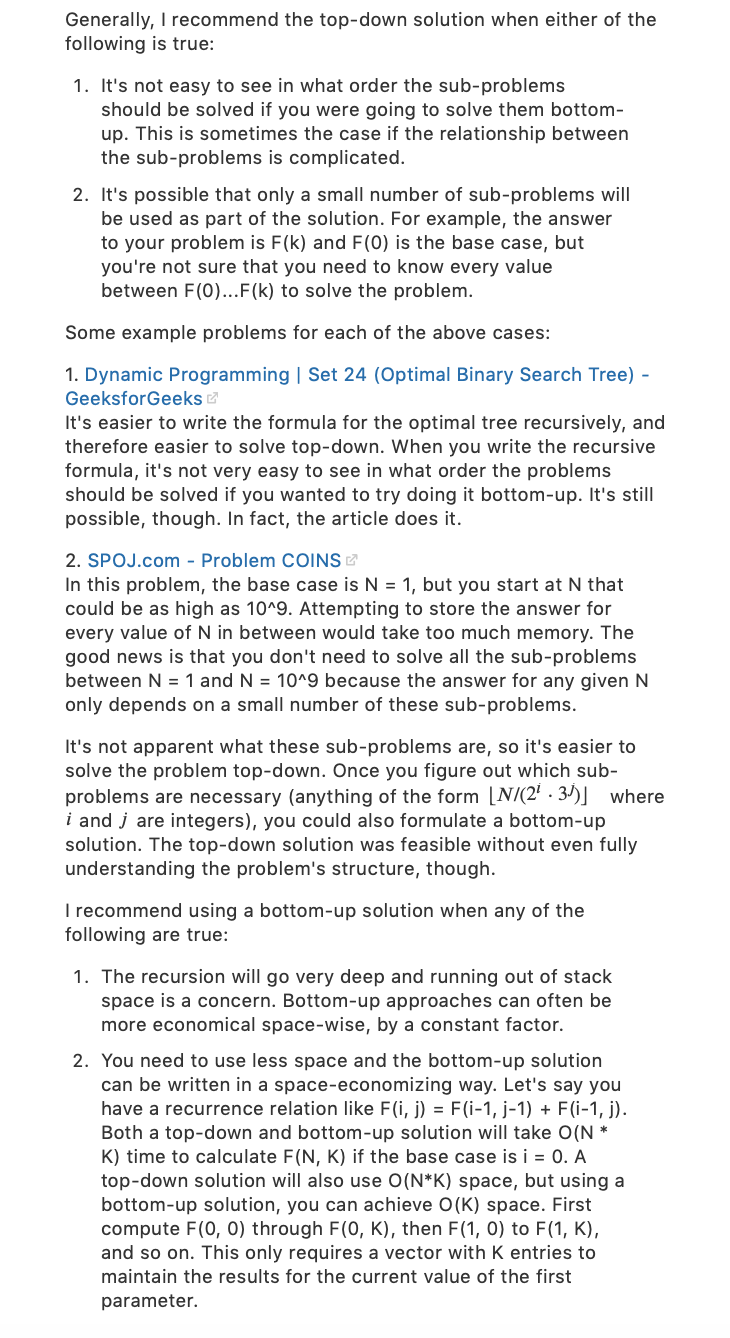 Generally, I recommend the top-down solution when either of the
following is true:
1. It's not easy to see in what order the sub-problems
should be solved if you were going to solve them bottom-
up. This is sometimes the case if the relationship between
the sub-problems is complicated.
2. It's possible that only a small number of sub-problems will
be used as part of the solution. For example, the answer
to your problem is F(k) and F(0) is the base case, but
you're not sure that you need to know every value
between F(0)...F(k) to solve the problem.
Some example problems for each of the above cases:
1. Dynamic Programming | Set 24 (Optimal Binary Search Tree) -
GeeksforGeeks
It's easier to write the formula for the optimal tree recursively, and
therefore easier to solve top-down. When you write the recursive
formula, it's not very easy to see in what order the problems
should be solved if you wanted to try doing it bottom-up. It's still
possible, though. In fact, the article does it.
2. SPOJ.com - Problem COINS
In this problem, the base case is N = 1, but you start at N that
could be as high as 10^9. Attempting to store the answer for
every value of N in between would take too much memory. The
good news is that you don't need to solve all the sub-problems
between N = 1 and N = 10^9 because the answer for any given N
only depends on a small number of these sub-problems.
It's not apparent what these sub-problems are, so it's easier to
solve the problem top-down. Once you figure out which sub-
problems are necessary (anything of the form ⌊N/(2^i · 3^j)⌋ where
i and j are integers), you could also formulate a bottom-up
solution. The top-down solution was feasible without even fully
understanding the problem's structure, though.
I recommend using a bottom-up solution when any of the
following are true:
1. The recursion will go very deep and running out of stack
space is a concern. Bottom-up approaches can often be
more economical space-wise, by a constant factor.
2. You need to use less space and the bottom-up solution
can be written in a space-economizing way. Let's say you
have a recurrence relation like F(i, j) = F(i-1, j-1) + F(i-1, j).
Both a top-down and bottom-up solution will take O(N *
K) time to calculate F(N, K) if the base case is i = 0. A
top-down solution will also use O(N*K) space, but using a
bottom-up solution, you can achieve O(K) space. First
compute F(0, 0) through F(0, K), then F(1, 0) to F(1, K),
and so on. This only requires a vector with K entries to
maintain the results for the current value of the first
parameter.